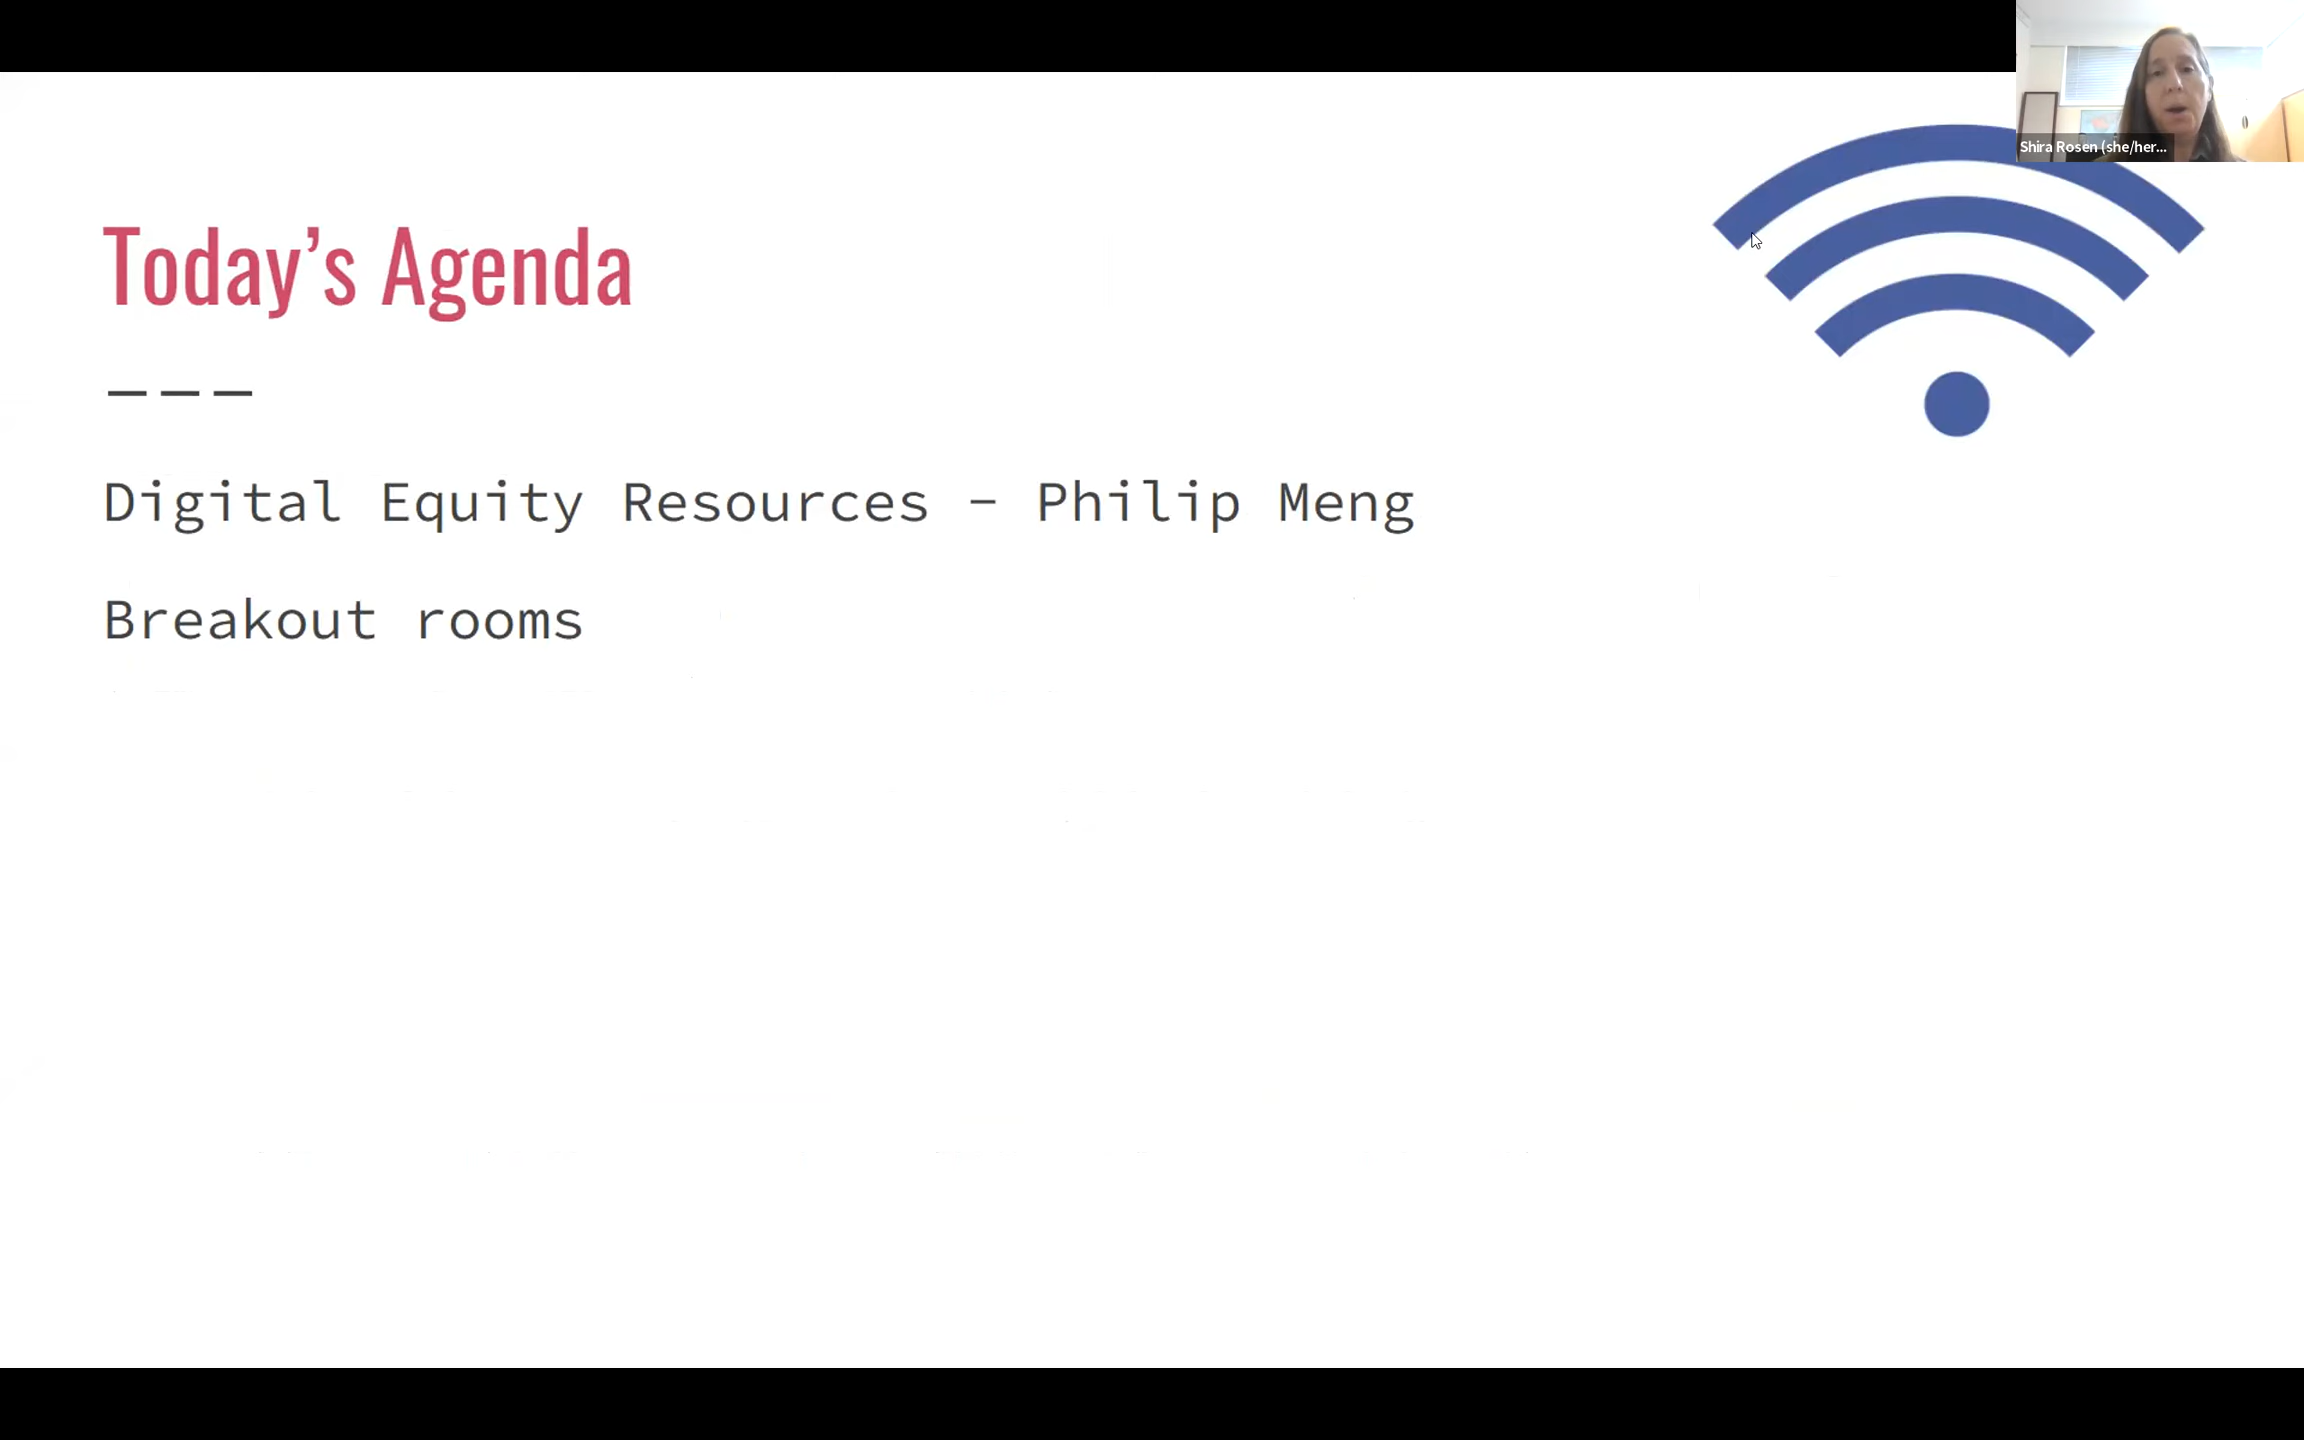 Shira Rosen (she/her...
Today’s Agenda
Digital Equity Resources - Philip Meng
Breakout rooms